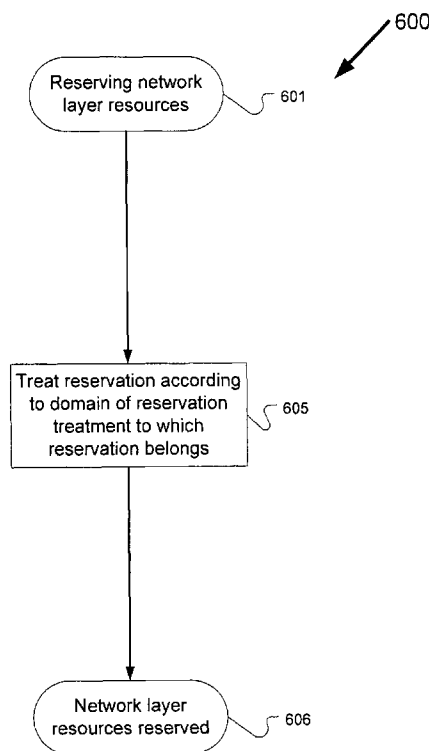 600
Reserving network
layer resources
601
Treat reservation according
to domain of reservation
treatment to which
reservation belongs
605
Network layer
resources reserved
606